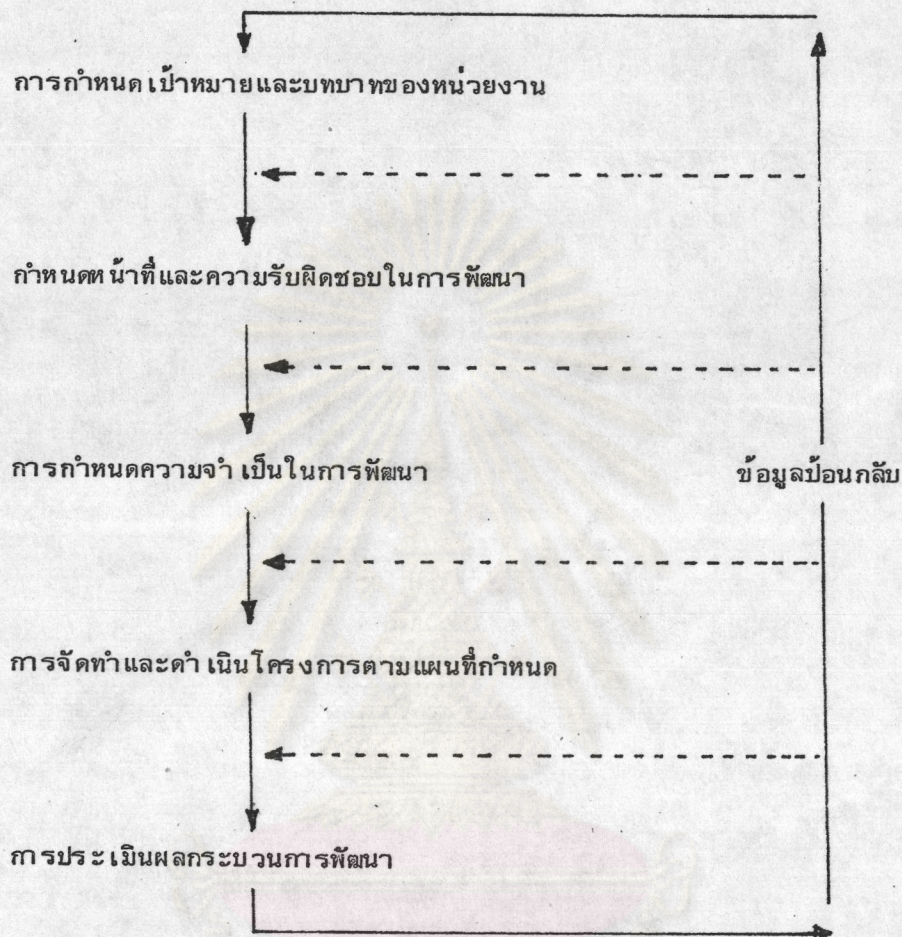 การกำหนดเป้าหมายและบทบาทของหน่วยงาน
กำหนดหน้าที่และความรับผิดชอบในการพัฒนา
การกำหนดความจำเป็นในการพัฒนา
ข้อมูลป้อนกลับ
การจัดทำและดำเนินโครงการตามแผนที่กำหนด
การประเมินผลกระบวนการพัฒนา